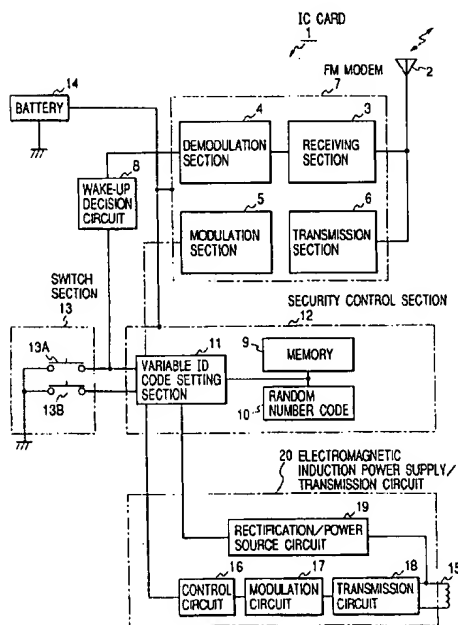 IC CARD
1
FM MODEM
2
14
BATTERY
7
4
DEMODULATION
SECTION
3
RECEIVING
SECTION
8
WAKE-UP
DECISION
CIRCUIT
5
MODULATION
SECTION
6
TRANSMISSION
SECTION
SWITCH
SECTION
13
SECURITY CONTROL SECTION
12
13A
13B
11
VARIABLE ID
CODE SETTING
SECTION
9
MEMORY
10
RANDOM
NUMBER CODE
20 ELECTROMAGNETIC
INDUCTION POWER SUPPLY/
TRANSMISSION CIRCUIT
19
RECTIFICATION/POWER
SOURCE CIRCUIT
15
16
CONTROL
CIRCUIT
17
MODULATION
CIRCUIT
18
TRANSMISSION
CIRCUIT